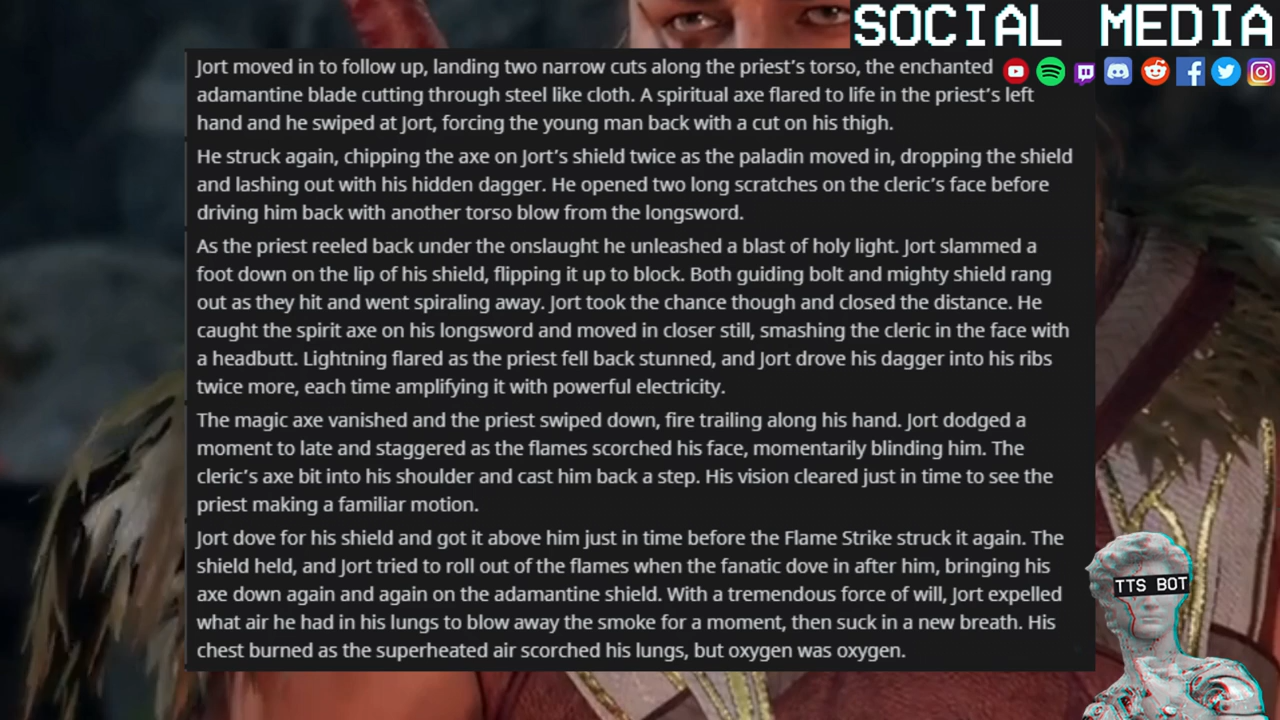 SOCIAL MEDIA
Jort moved in to follow up, landing two narrow cuts along the priest's torso, the enchanted
adamantine blade cutting through steel like cloth. A spiritual axe flared to life in the priest's left
hand and he swiped at Jort, forcing the young man back with a cut on his thigh.
He struck again, chipping the axe on Jort's shield twice as the paladin moved in, dropping the shield
and lashing out with his hidden dagger. He opened two long scratches on the cleric's face before
driving him back with another torso blow from the longsword.
As the priest reeled back under the onslaught he unleashed a blast of holy light. Jort slammed a
foot down on the lip of his shield, flipping it up to block. Both guiding bolt and mighty shield rang
out as they hit and went spiraling away. Jort took the chance though and closed the distance. He
caught the spirit axe on his longsword and moved in closer still, smashing the cleric in the face with
a headbutt. Lightning flared as the priest fell back stunned, and Jort drove his dagger into his ribs
twice more, each time amplifying it with powerful electricity.
The magic axe vanished and the priest swiped down, fire trailing along his hand. Jort dodged a
moment to late and staggered as the flames scorched his face, momentarily blinding him. The
cleric's axe bit into his shoulder and cast him back a step. His vision cleared just in time to see the
priest making a familiar motion.
Jort dove for his shield and got it above him just in time before the Flame Strike struck it again. The
shield held, and Jort tried to roll out of the flames when the fanatic dove in after him, bringing his
axe down again and again on the adamantine shield. With a tremendous force of will, Jort expelled
what air he had in his lungs to blow away the smoke for a moment, then suck in a new breath. His
chest burned as the superheated air scorched his lungs, but oxygen was oxygen.
TTS BOT